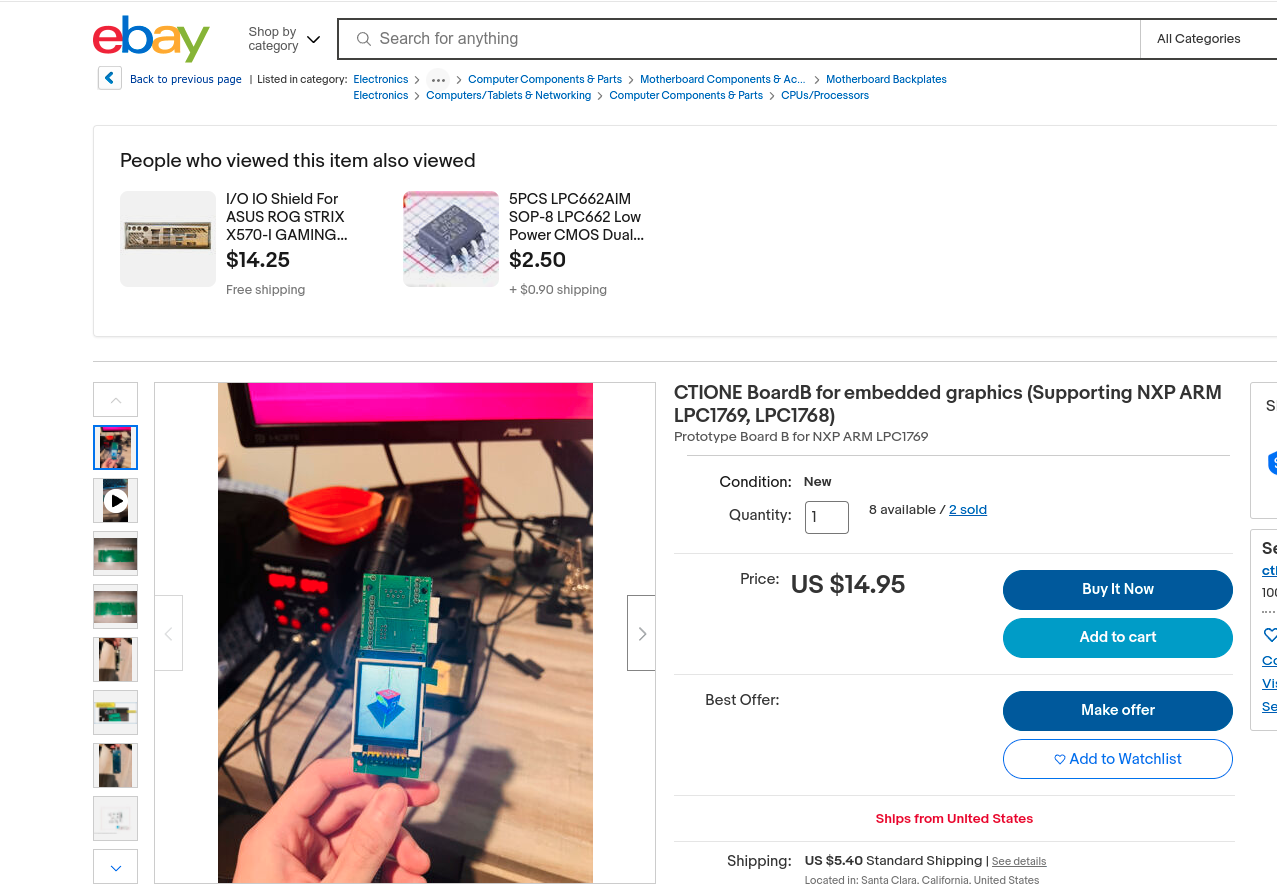 ebay
Shop by
category
Search for anything
All Categories
Back to previous page | Listed in category:
Electronics > ... > Computer Components & Parts > Motherboard Components & Ac... > Motherboard Backplates
Electronics > Computers/Tablets & Networking > Computer Components & Parts > CPUs/Processors
People who viewed this item also viewed
I/O IO Shield For
ASUS ROG STRIX
X570-I GAMING...
$14.25
Free shipping
5PCS LPC662AIM
SOP-8 LPC662 Low
Power CMOS Dual...
$2.50
+ $0.90 shipping
HDMI
ASUS
CTIONE BoardB for embedded graphics (Supporting NXP ARM
LPC1769, LPC1768)
Prototype Board B for NXP ARM LPC1769
Condition: New
Quantity: 1
8 available / 2 sold
Price: US $14.95
Buy It Now
Add to cart
Best Offer:
Make offer
Add to Watchlist
Ships from United States
Shipping: US $5.40 Standard Shipping | See details
Located in: Santa Clara, California, United States